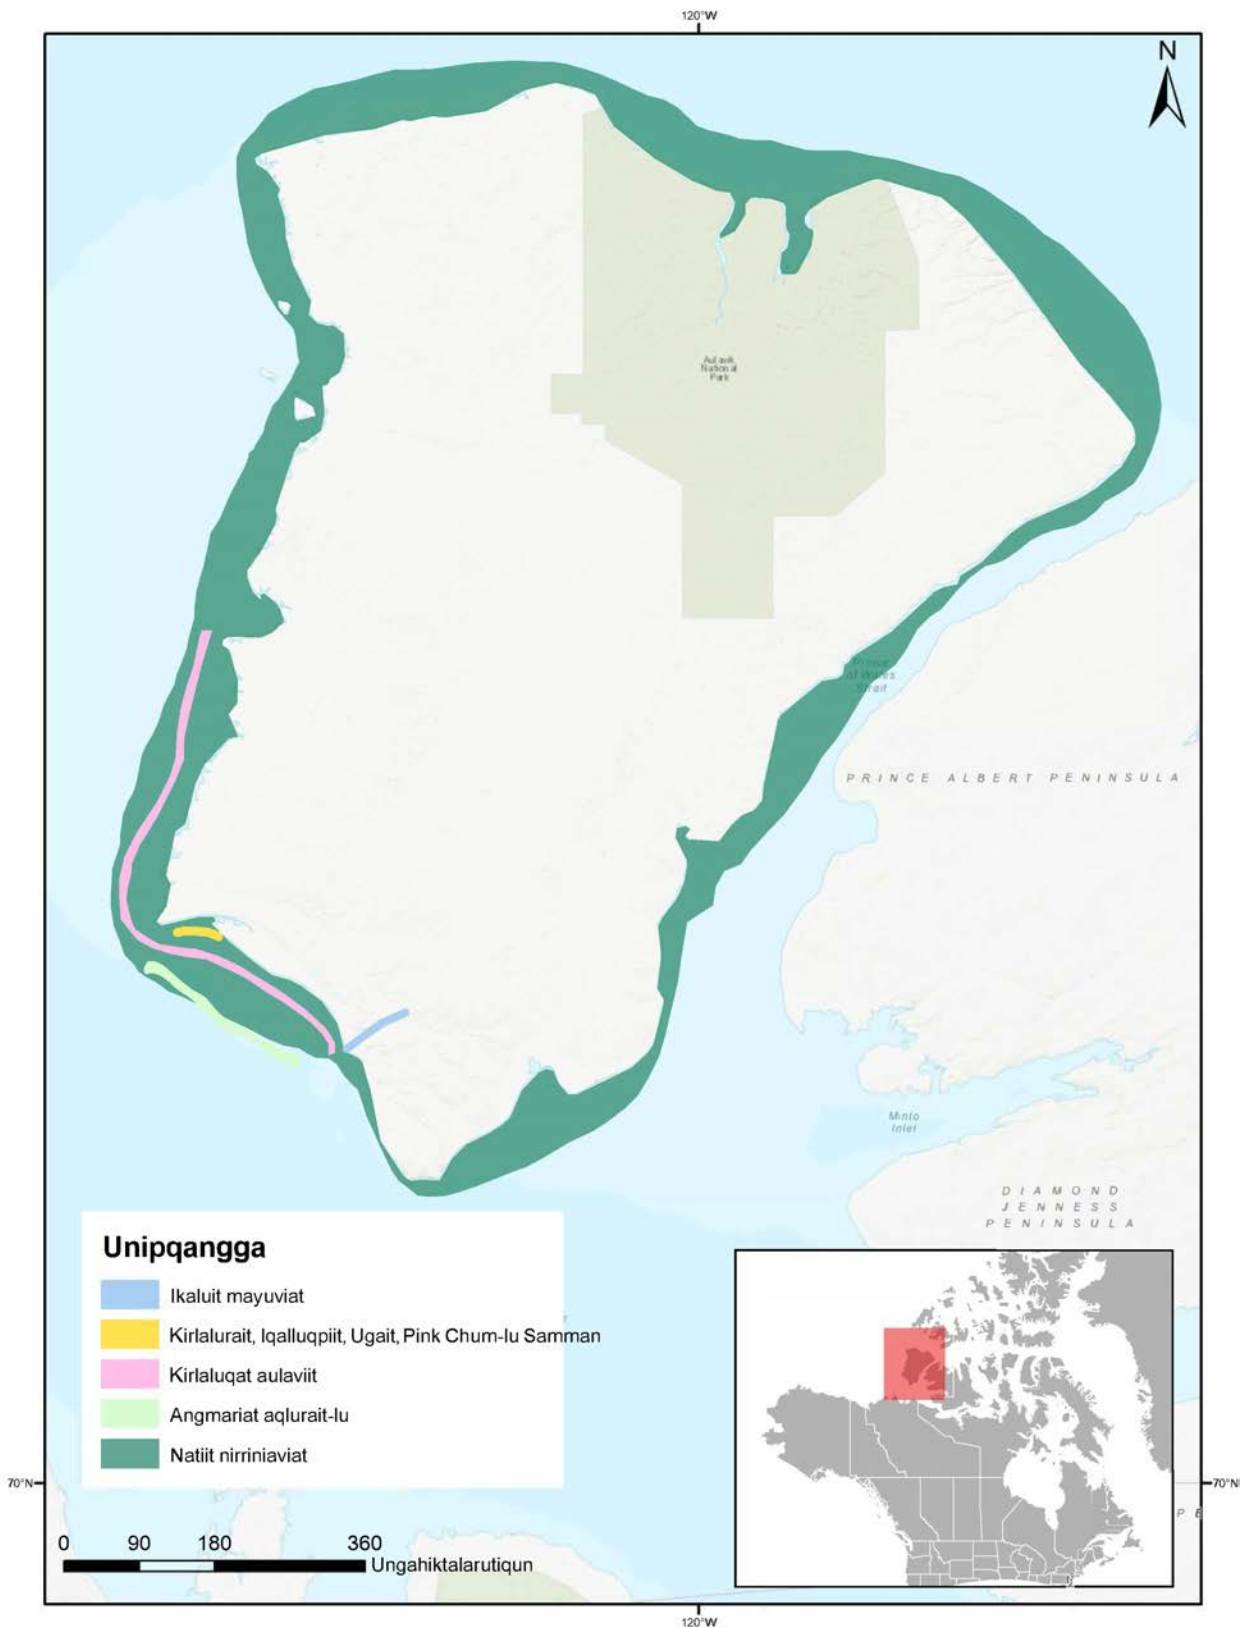 120°W
N
Aulavik
National
Park
Prince
of Wales
Strait
PRINCE ALBERT PENINSULA
Minto
Inlet
DIAMOND
JENNESS
PENINSULA
Unipqangga
Ikaluit mayuviat
Kirlalurait, Iqalluqpiit, Ugait, Pink Chum-lu Samman
Kirlaluqat aulaviit
Angmariat aqlurait-lu
Natiit nirriniaviat
70°N
70°N
P E
0 90 180 360
Ungahiktalarutiqun
120°W